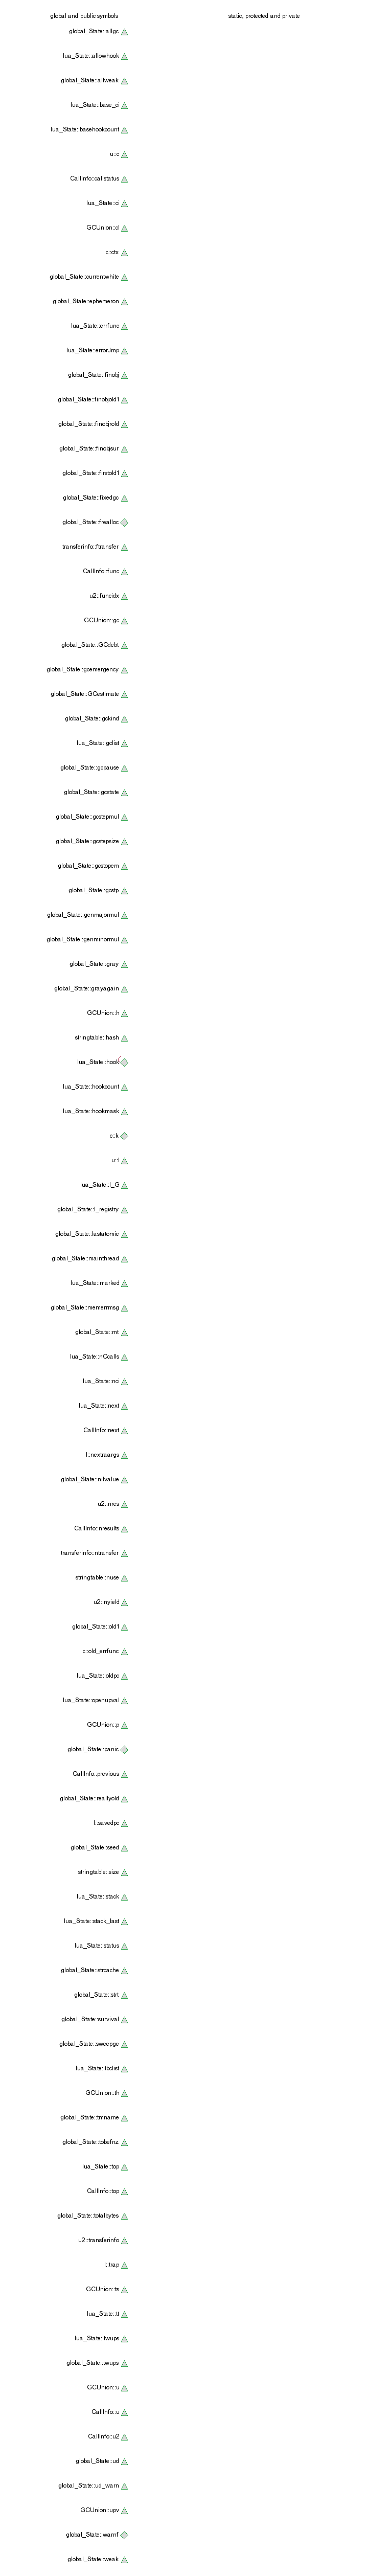 global and public symbols
static, protected and private
global_State::allgc
lua_State::allowhook
global_State::allweak
lua_State::base_ci
lua_State::basehookcount
u::c
CallInfo::callstatus
lua_State::ci
GCUnion::cl
c::ctx
global_State::currentwhite
global_State::ephemeron
lua_State::errfunc
lua_State::errorJmp
global_State::finobj
global_State::finobjold1
global_State::finobjrold
global_State::finobjsur
global_State::firstold1
global_State::fixedgc
global_State::frealloc
transferinfo::ftransfer
CallInfo::func
u2::funcidx
GCUnion::gc
global_State::GCdebt
global_State::gcemergency
global_State::GCestimate
global_State::gckind
lua_State::gclist
global_State::gcpause
global_State::gcstate
global_State::gcstepmul
global_State::gcstepsize
global_State::gcstopem
global_State::gcstp
global_State::genmajormul
global_State::genminormul
global_State::gray
global_State::grayagain
GCUnion::h
stringtable::hash
lua_State::hook
lua_State::hookcount
lua_State::hookmask
c::k
u::l
lua_State::l_G
global_State::l_registry
global_State::lastatomic
global_State::mainthread
lua_State::marked
global_State::memerrmsg
global_State::mt
lua_State::nCcalls
lua_State::nci
lua_State::next
CallInfo::next
l::nextraargs
global_State::nilvalue
u2::nres
CallInfo::nresults
transferinfo::ntransfer
stringtable::nuse
u2::nyield
global_State::old1
c::old_errfunc
lua_State::oldpc
lua_State::openupval
GCUnion::p
global_State::panic
CallInfo::previous
global_State::reallyold
l::savedpc
global_State::seed
stringtable::size
lua_State::stack
lua_State::stack_last
lua_State::status
global_State::strcache
global_State::strt
global_State::survival
global_State::sweepgc
lua_State::tbclist
GCUnion::th
global_State::tmname
global_State::tobefnz
lua_State::top
CallInfo::top
global_State::totalbytes
u2::transferinfo
l::trap
GCUnion::ts
lua_State::tt
lua_State::twups
global_State::twups
GCUnion::u
CallInfo::u
CallInfo::u2
global_State::ud
global_State::ud_warn
GCUnion::upv
global_State::warnf
global_State::weak